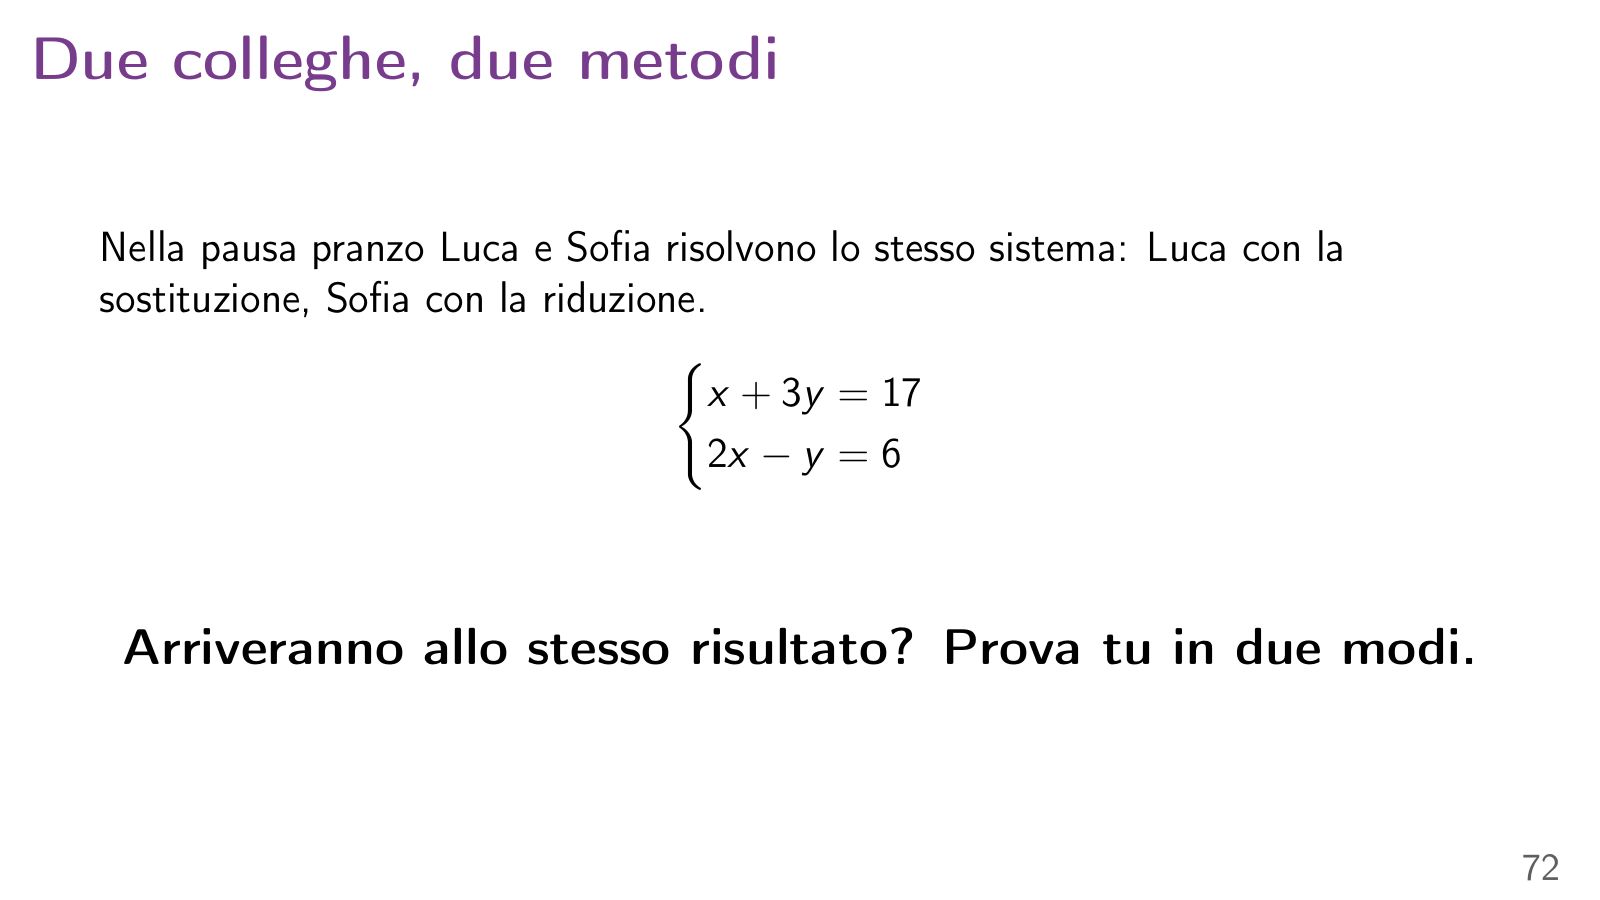 Due colleghe, due metodi
Nella pausa pranzo Luca e Sofia risolvono lo stesso sistema: Luca con la
sostituzione, Sofia con la riduzione.
x + 3y = 17
2x − y = 6
Arriveranno allo stesso risultato? Prova tu in due modi.
72